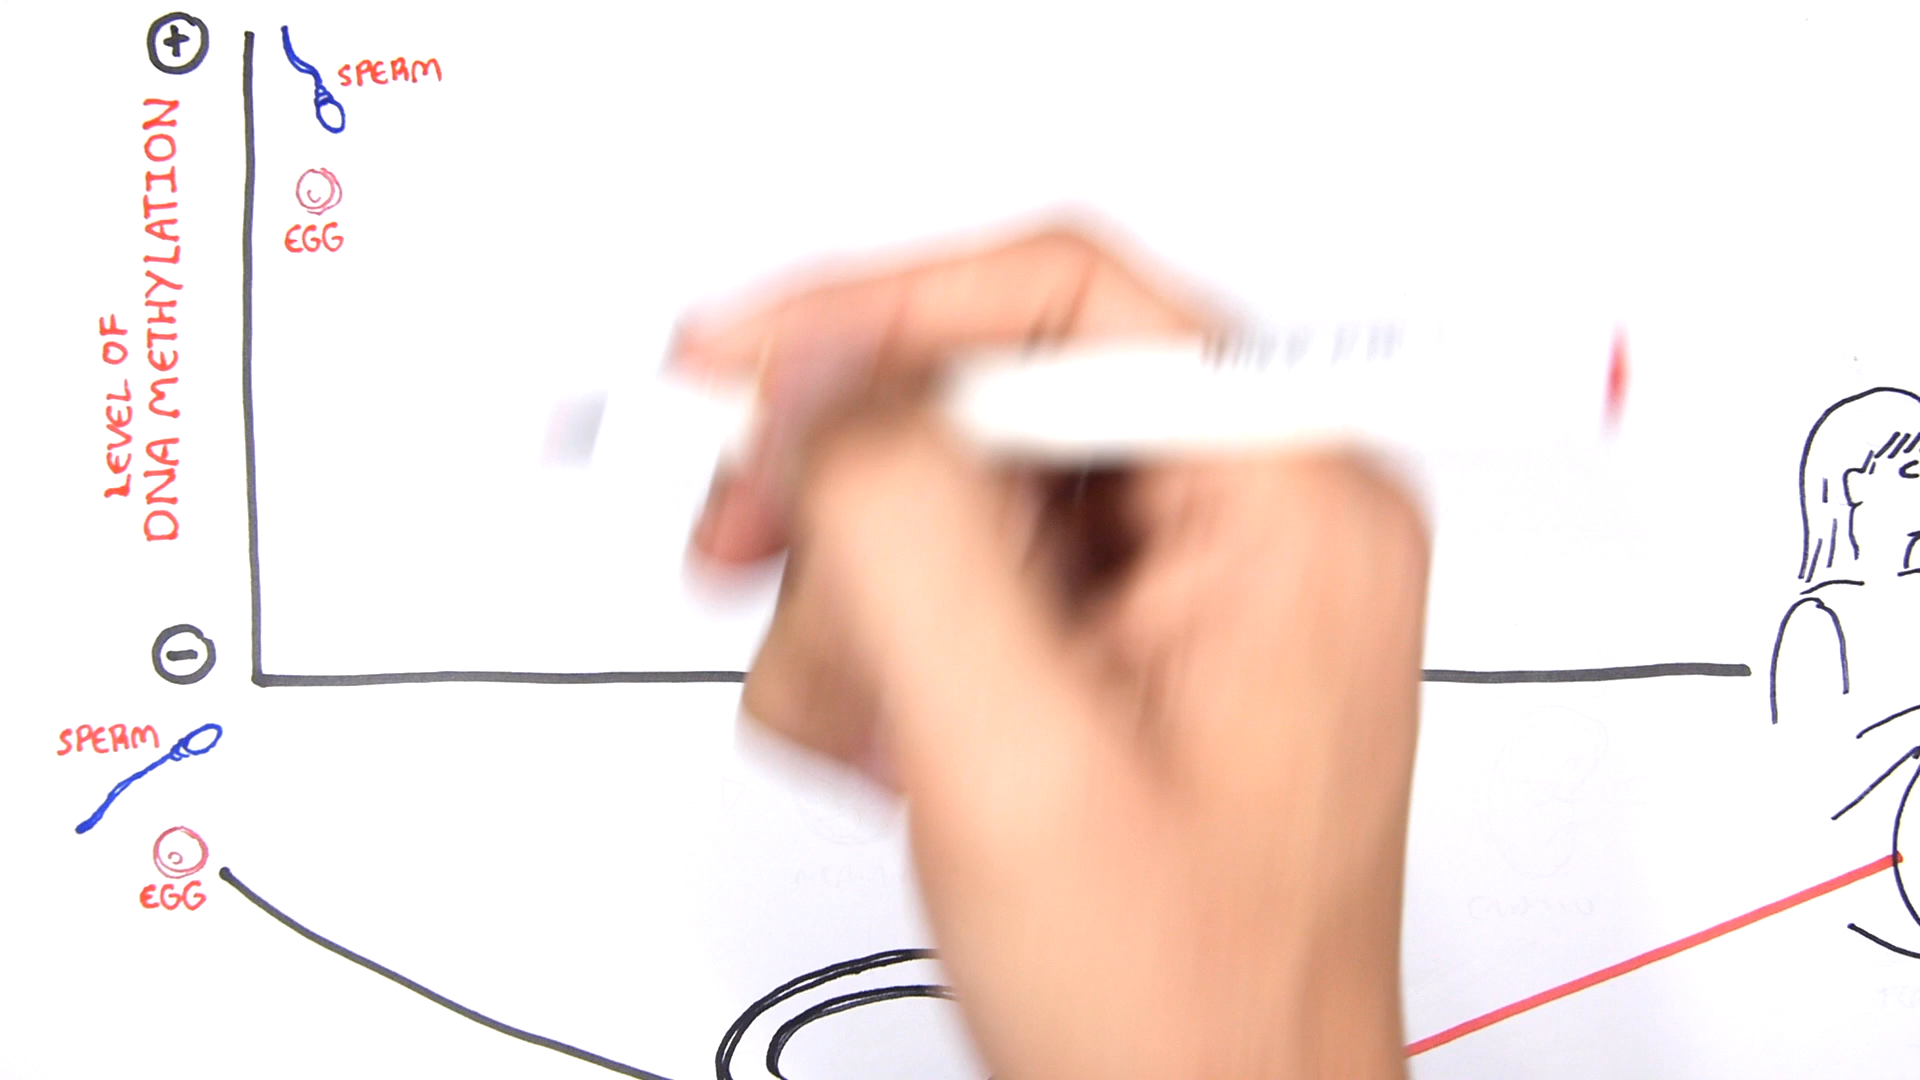 +
SPERM
EGG
LEVEL OF
DNA METHYLATION
−
SPERM
EGG